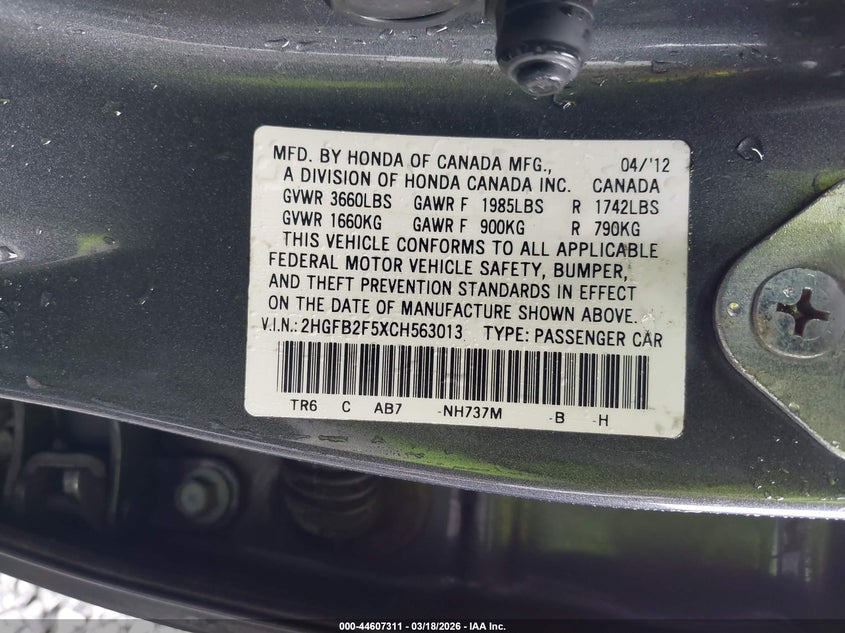 MFD. BY HONDA OF CANADA MFG., 04/'12
A DIVISION OF HONDA CANADA INC. CANADA
GVWR 3660LBS GAWR F 1985LBS R 1742LBS
GVWR 1660KG GAWR F 900KG R 790KG
THIS VEHICLE CONFORMS TO ALL APPLICABLE
FEDERAL MOTOR VEHICLE SAFETY, BUMPER,
AND THEFT PREVENTION STANDARDS IN EFFECT
ON THE DATE OF MANUFACTURE SHOWN ABOVE.
V.I.N.: 2HGFB2F5XCH563013 TYPE: PASSENGER CAR
TR6 C AB7 -NH737M -B -H
000-44607311 | 03/18/2026 - IAA Inc.